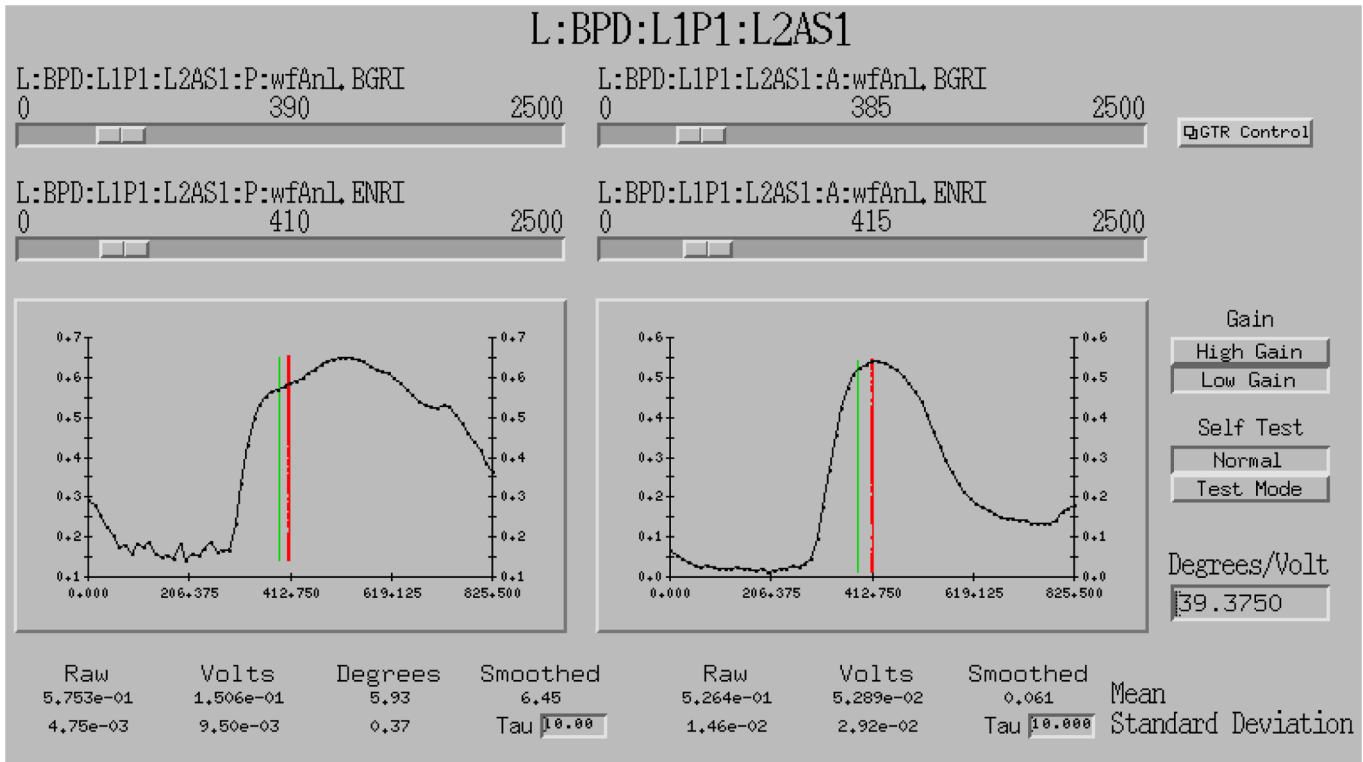 L:BPD:L1P1:L2AS1
L:BPD:L1P1:L2AS1:P:wfAnl.BGRI L:BPD:L1P1:L2AS1:A:wfAnl.BGRI
0 390 2500 0 385 2500
GTR Control
L:BPD:L1P1:L2AS1:P:wfAnl.ENRI L:BPD:L1P1:L2AS1:A:wfAnl.ENRI
0 410 2500 0 415 2500
Gain
0.7 0.7 0.6 0.6
High Gain
0.6 0.6 0.5 0.5
Low Gain
0.5 0.5 0.4 0.4
Self Test
0.4 0.4 0.3 0.3
Normal
Test Mode
0.3 0.3 0.2 0.2
0.2 0.2 0.1 0.1
0.1 0.1 0.0 0.0
Degrees/Volt
0.000 206.375 412.750 619.125 825.500 0.000 206.375 412.750 619.125 825.500
39.3750
Raw Volts Degrees Smoothed Raw Volts Smoothed
5.753e-01 1.506e-01 5.93 6.45 5.264e-01 5.289e-02 0.061 Mean
4.75e-03 9.50e-03 0.37 Tau 10.00 1.46e-02 2.92e-02 Tau 10.000 Standard Deviation